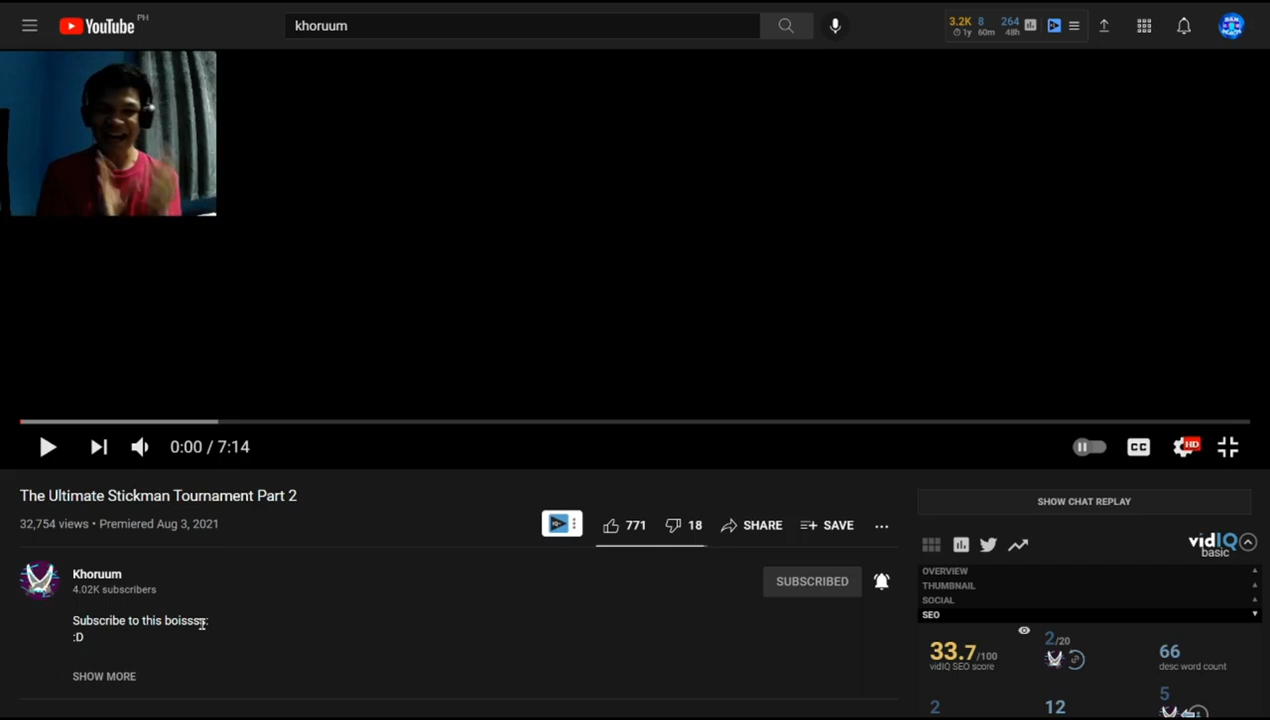 YouTube PH
khoruum
3.2K 8 264
1y 60m 48h
0:00 / 7:14
CC
HD
The Ultimate Stickman Tournament Part 2
32,754 views • Premiered Aug 3, 2021
771 18 SHARE SAVE
SHOW CHAT REPLAY
Khoruum
4.02K subscribers
SUBSCRIBED
Subscribe to this boissss:
:D
SHOW MORE
vidIQ
basic
OVERVIEW
THUMBNAIL
SOCIAL
SEO
33.7/100
vidIQ SEO score
2/20
66
desc word count
2
12
5